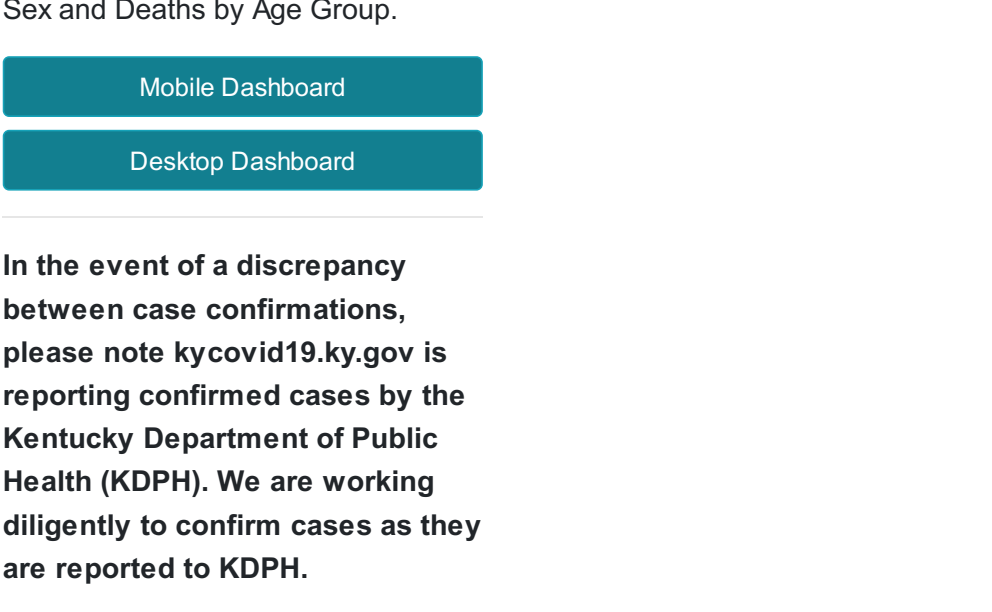 Sex and Deaths by Age Group.
Mobile Dashboard
Desktop Dashboard
In the event of a discrepancy
between case confirmations,
please note kycovid19.ky.gov is
reporting confirmed cases by the
Kentucky Department of Public
Health (KDPH). We are working
diligently to confirm cases as they
are reported to KDPH.